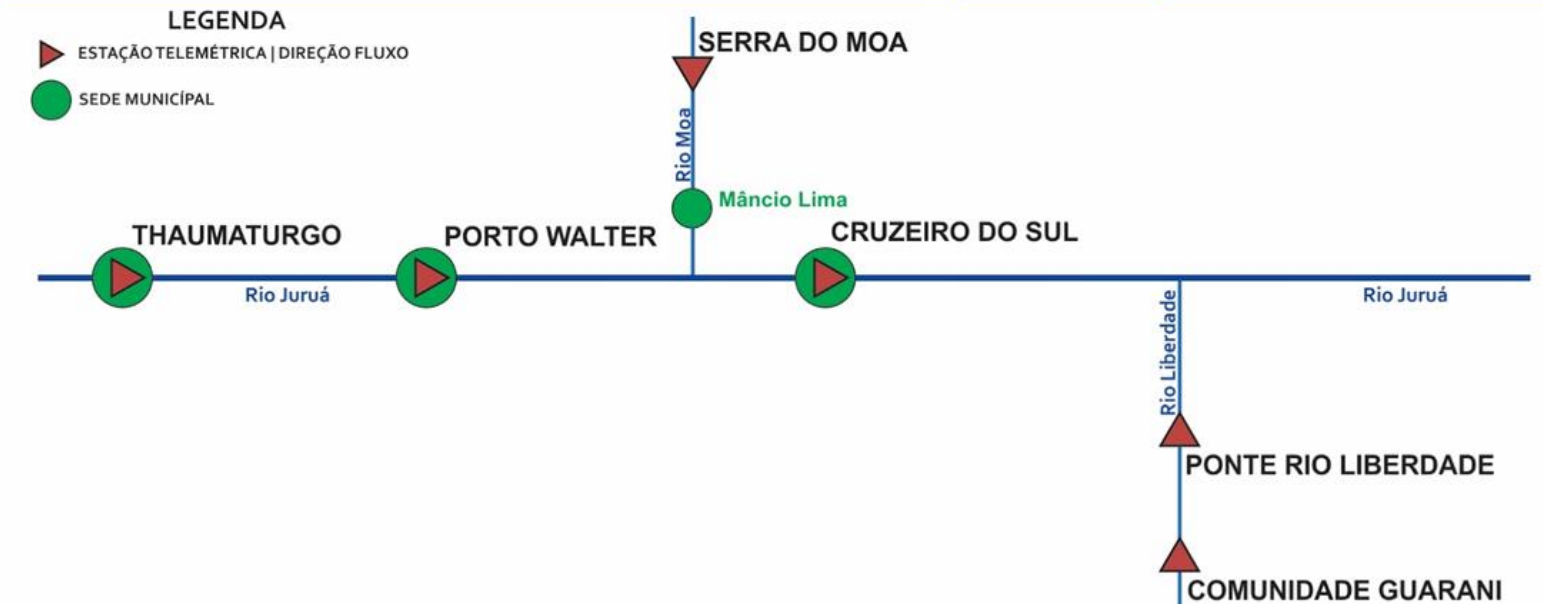 LEGENDA
ESTAÇÃO TELEMÉTRICA | DIREÇÃO FLUXO
SEDE MUNICÍPAL
SERRA DO MOA
Rio Moa
Mâncio Lima
THAUMATURGO
PORTO WALTER
CRUZEIRO DO SUL
Rio Juruá
Rio Juruá
Rio Liberdade
PONTE RIO LIBERDADE
COMUNIDADE GUARANI